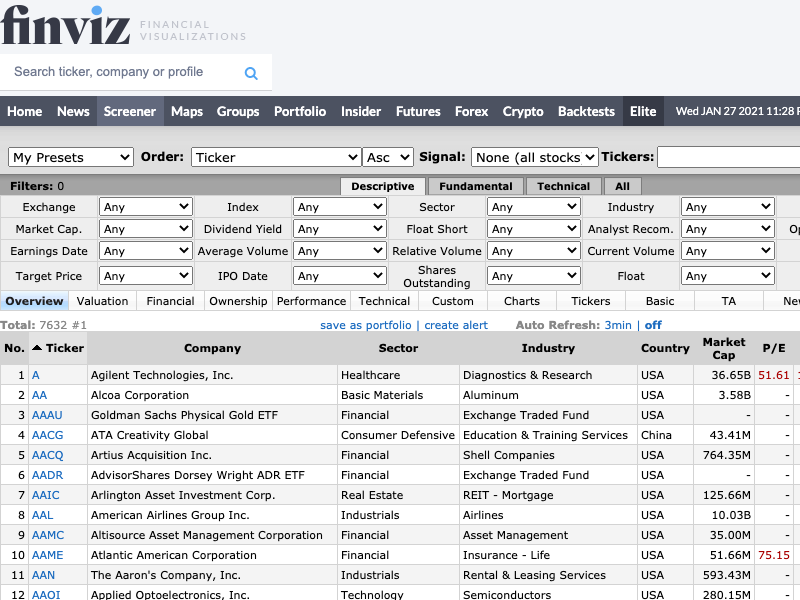 finviz FINANCIAL
VISUALIZATIONS
Search ticker, company or profile
Home News Screener Maps Groups Portfolio Insider Futures Forex Crypto Backtests Elite Wed JAN 27 2021 11:28
My Presets Order: Ticker Asc Signal: None (all stocks Tickers:
Filters: 0 Descriptive Fundamental Technical All
Exchange Any Index Any Sector Any Industry Any
Market Cap. Any Dividend Yield Any Float Short Any Analyst Recom. Any
Earnings Date Any Average Volume Any Relative Volume Any Current Volume Any
Target Price Any IPO Date Any Shares Outstanding Any Float Any
Overview Valuation Financial Ownership Performance Technical Custom Charts Tickers Basic TA
Total: 7632 #1 save as portfolio | create alert Auto Refresh: 3min | off
No. Ticker Company Sector Industry Country Market Cap P/E
1 A Agilent Technologies, Inc. Healthcare Diagnostics & Research USA 36.65B 51.61
2 AA Alcoa Corporation Basic Materials Aluminum USA 3.58B -
3 AAAU Goldman Sachs Physical Gold ETF Financial Exchange Traded Fund USA - -
4 AACG ATA Creativity Global Consumer Defensive Education & Training Services China 43.41M -
5 AACQ Artius Acquisition Inc. Financial Shell Companies USA 764.35M -
6 AADR AdvisorShares Dorsey Wright ADR ETF Financial Exchange Traded Fund USA - -
7 AAIC Arlington Asset Investment Corp. Real Estate REIT - Mortgage USA 125.66M -
8 AAL American Airlines Group Inc. Industrials Airlines USA 10.03B -
9 AAMC Altisource Asset Management Corporation Financial Asset Management USA 35.00M -
10 AAME Atlantic American Corporation Financial Insurance - Life USA 51.66M 75.15
11 AAN The Aaron's Company, Inc. Industrials Rental & Leasing Services USA 593.43M -
12 AAOI Applied Optoelectronics, Inc. Technology Semiconductors USA 280.15M -